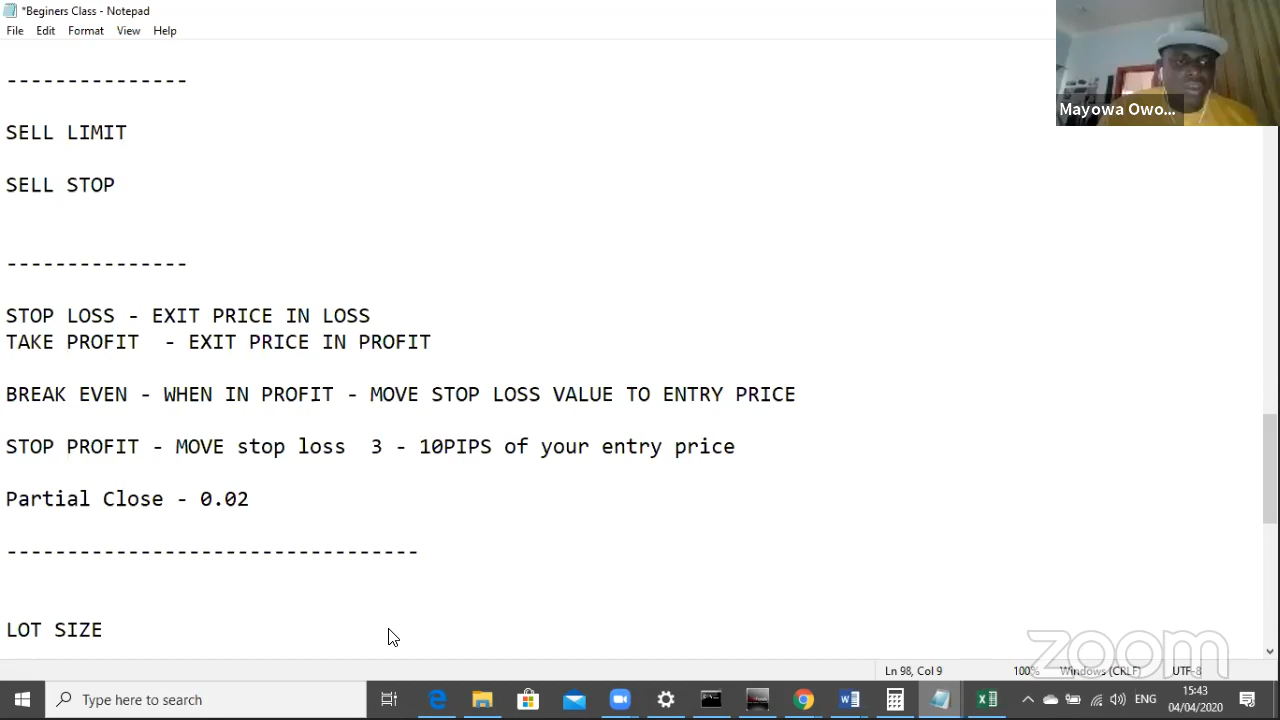 *Beginers Class - Notepad
File Edit Format View Help
Mayowa Owo...
---------------
SELL LIMIT
SELL STOP
---------------
STOP LOSS - EXIT PRICE IN LOSS
TAKE PROFIT  - EXIT PRICE IN PROFIT
BREAK EVEN - WHEN IN PROFIT - MOVE STOP LOSS VALUE TO ENTRY PRICE
STOP PROFIT - MOVE stop loss  3 - 10PIPS of your entry price
Partial Close - 0.02
----------------------------------
LOT SIZE
zoom
Ln 98, Col 9 100% Windows (CRLF) UTF-8
Type here to search
ENG
15:43
04/04/2020